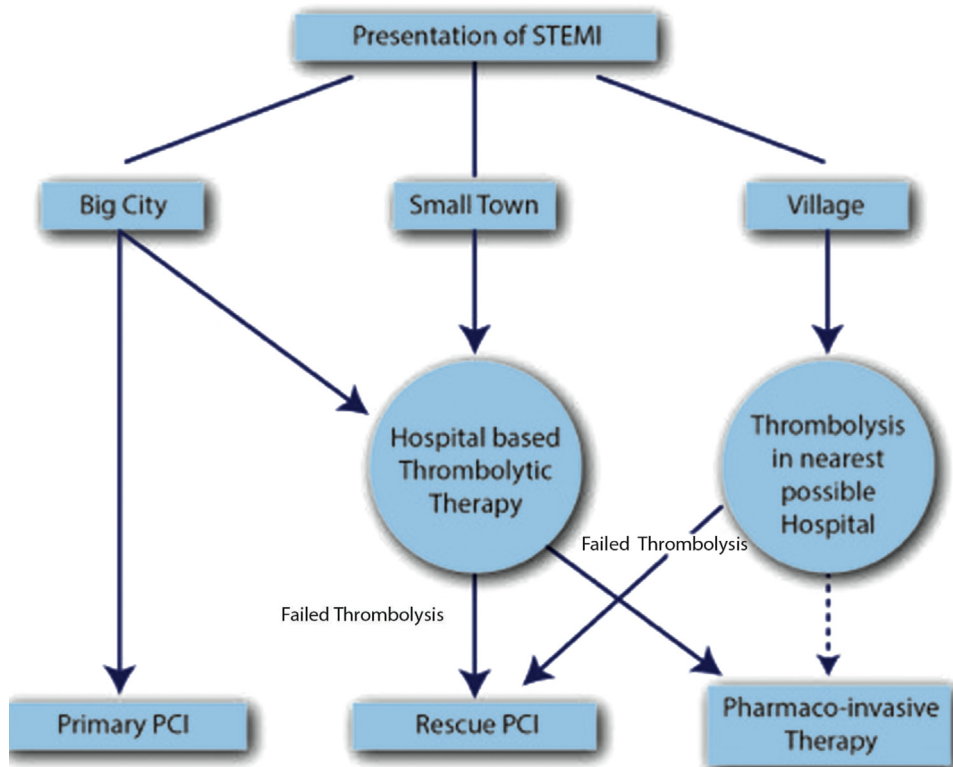 Presentation of STEMI
Big City
Small Town
Village
Hospital based
Thrombolytic
Therapy
Thrombolysis
in nearest
possible
Hospital
Failed Thrombolysis
Failed Thrombolysis
Primary PCI
Rescue PCI
Pharmaco-invasive
Therapy